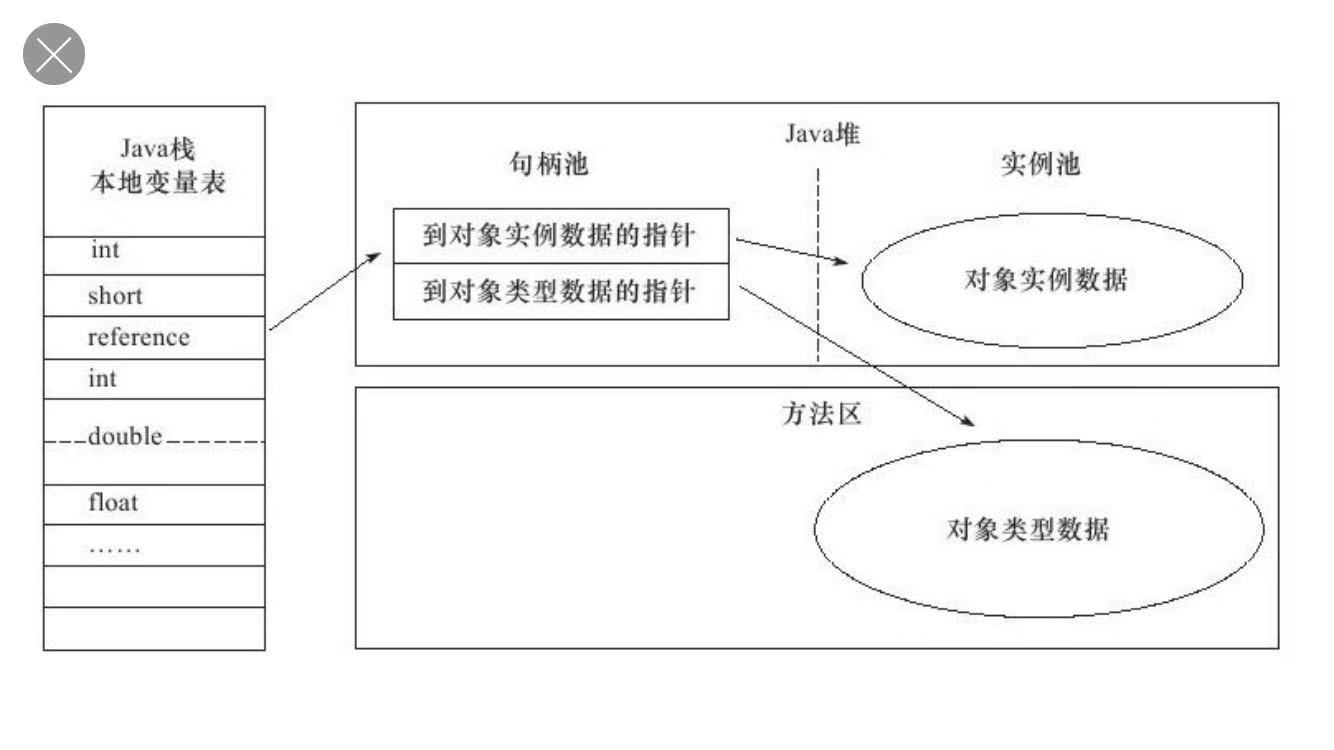 Java栈
本地变量表
int
short
reference
int
double
float
……
Java堆
句柄池
实例池
到对象实例数据的指针
到对象类型数据的指针
对象实例数据
方法区
对象类型数据